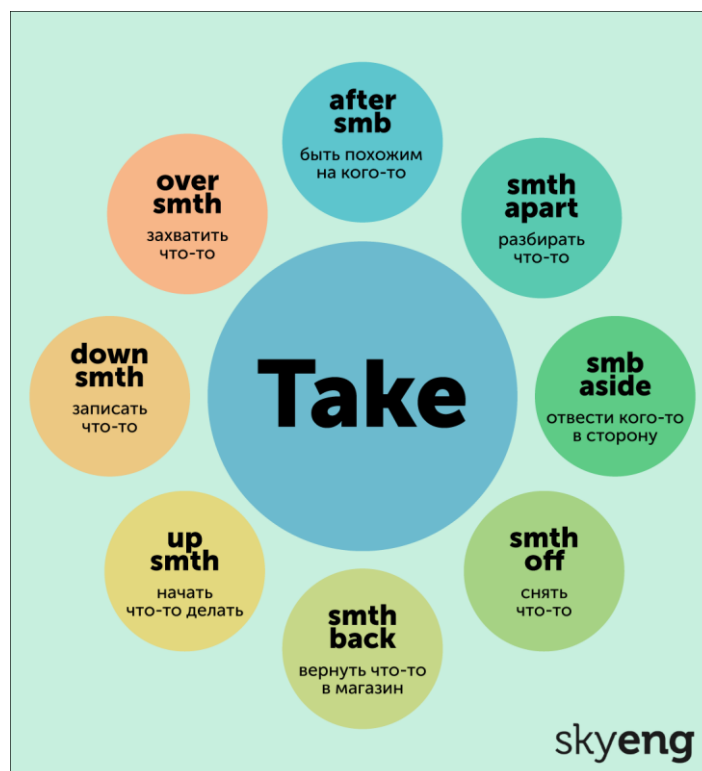 after
smb
быть похожим
на кого-то
smth
apart
разбирать
что-то
smb
aside
отвести кого-то
в сторону
smth
off
снять
что-то
smth
back
вернуть что-то
в магазин
up
smth
начать
что-то делать
down
smth
записать
что-то
over
smth
захватить
что-то
Take
skyeng